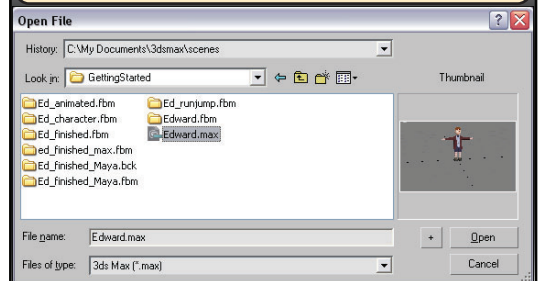 Open File
History: C:\My Documents\3dsmax\scenes
Look in: GettingStarted
Thumbnail
Ed_animated.fbm
Ed_character.fbm
Ed_finished.fbm
ed_finished_max.fbm
Ed_finished_Maya.bck
Ed_finished_Maya.fbm
Ed_runjump.fbm
Edward.fbm
Edward.max
File name: Edward.max
+ Open
Files of type: 3ds Max (*.max)
Cancel